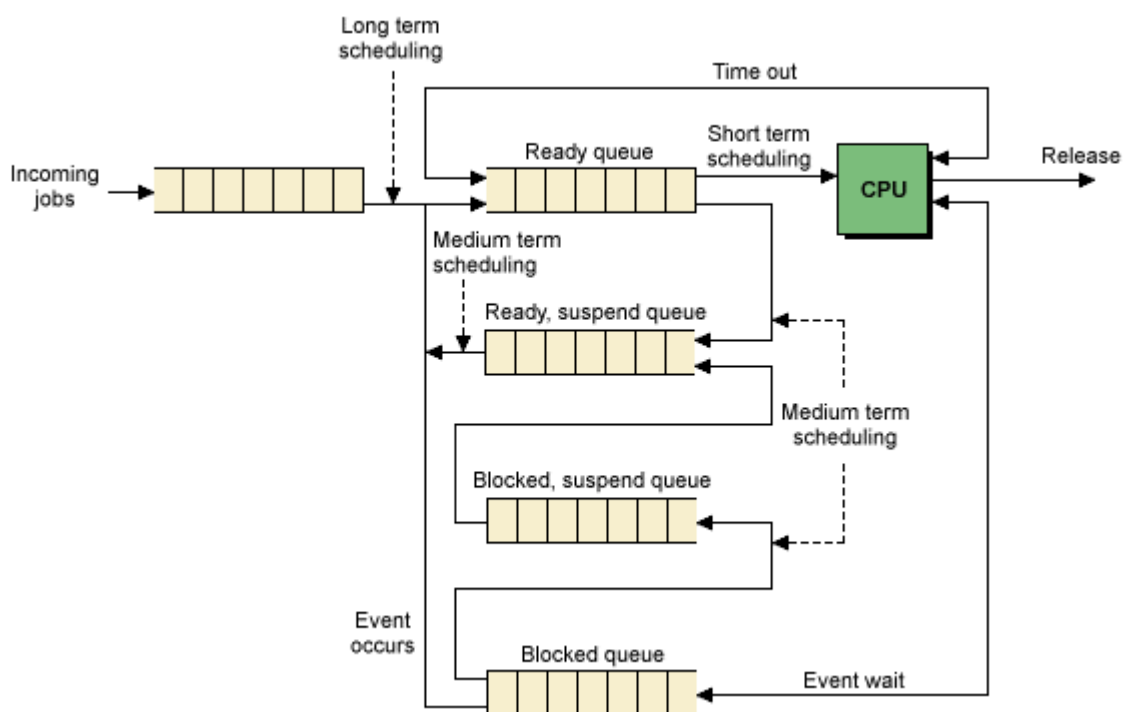 Long term
scheduling
Time out
Short term
scheduling
Ready queue
CPU
Release
Incoming
jobs
Medium term
scheduling
Ready, suspend queue
Medium term
scheduling
Blocked, suspend queue
Event
occurs
Blocked queue
Event wait